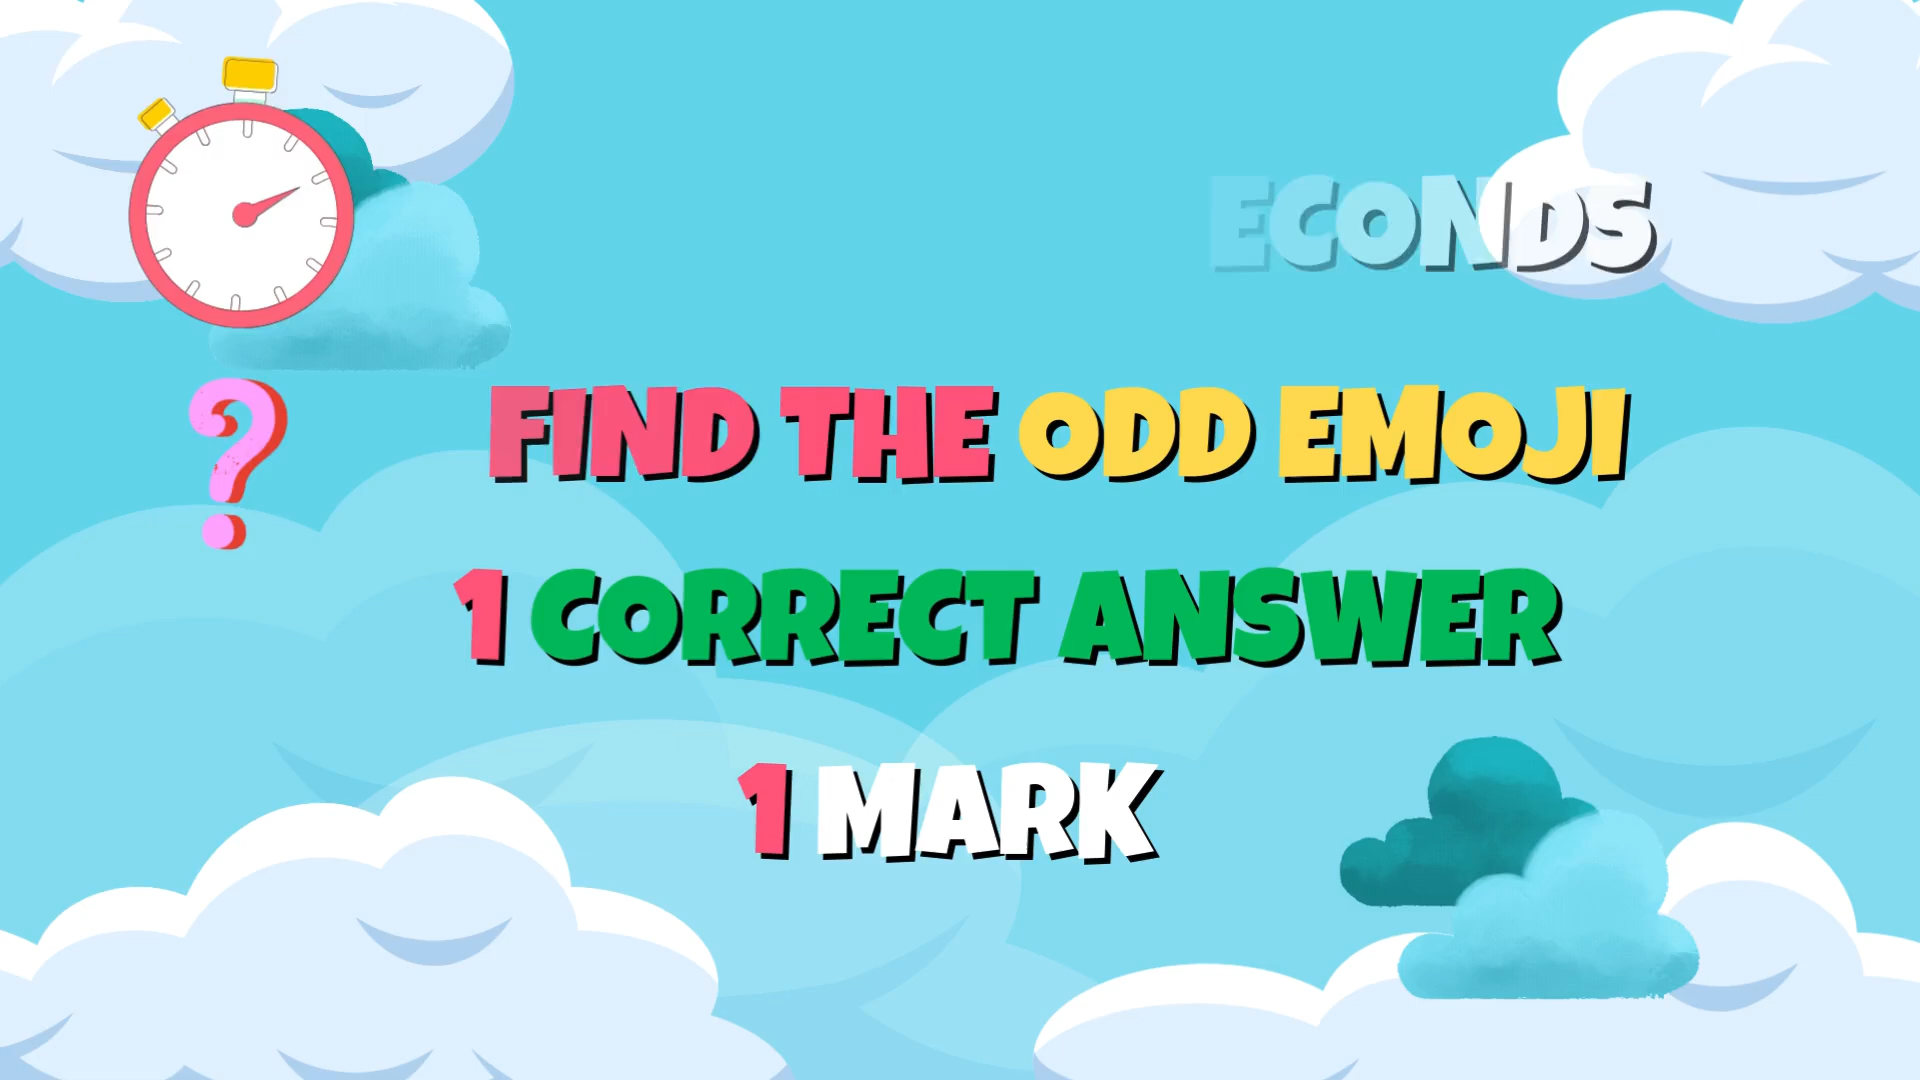 ECONDS
?
FIND THE ODD EMOJI
1 CORRECT ANSWER
1 MARK